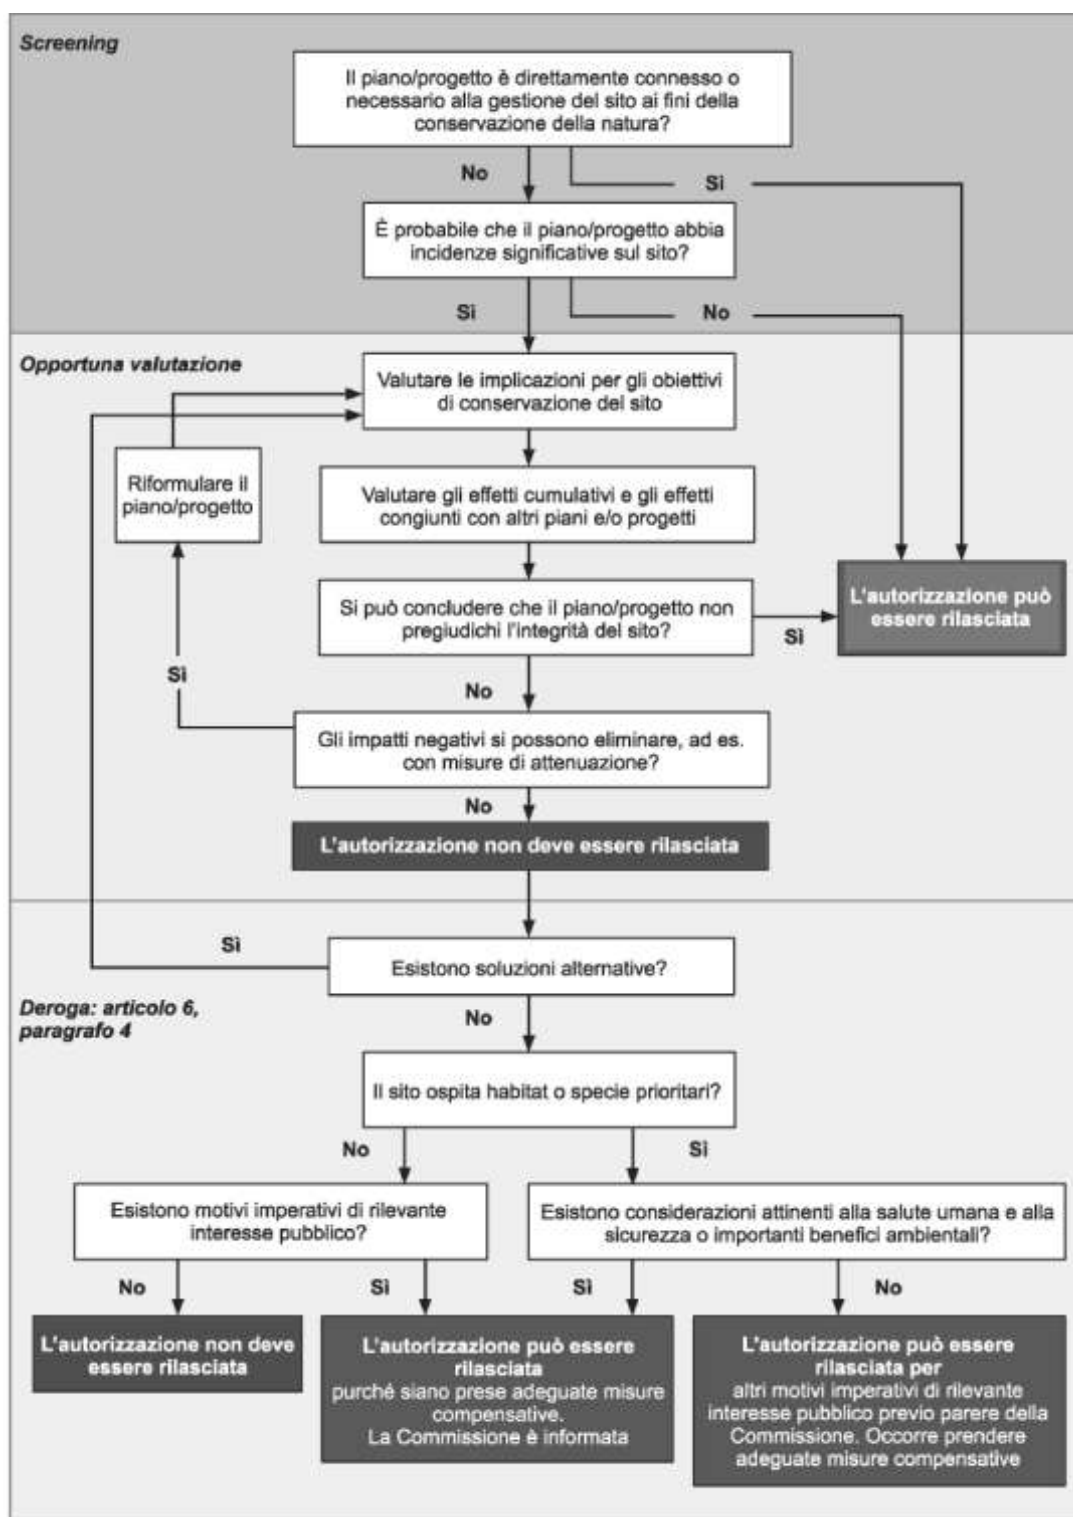 Screening
Il piano/progetto è direttamente connesso o
necessario alla gestione del sito ai fini della
conservazione della natura?
No
Sì
È probabile che il piano/progetto abbia
incidenze significative sul sito?
Sì
No
Opportuna valutazione
Valutare le implicazioni per gli obiettivi
di conservazione del sito
Riformulare il
piano/progetto
Valutare gli effetti cumulativi e gli effetti
congiunti con altri piani e/o progetti
L'autorizzazione può
essere rilasciata
Si può concludere che il piano/progetto non
pregiudichi l'integrità del sito?
Sì
Sì
No
Gli impatti negativi si possono eliminare, ad es.
con misure di attenuazione?
No
L'autorizzazione non deve essere rilasciata
Sì
Esistono soluzioni alternative?
Deroga: articolo 6,
paragrafo 4
No
Il sito ospita habitat o specie prioritari?
No
Sì
Esistono motivi imperativi di rilevante
interesse pubblico?
Esistono considerazioni attinenti alla salute umana e alla
sicurezza o importanti benefici ambientali?
No
Sì
Sì
No
L'autorizzazione non deve
essere rilasciata
L'autorizzazione può essere
rilasciata
purché siano prese adeguate misure
compensative.
La Commissione è informata
L'autorizzazione può essere
rilasciata per
altri motivi imperativi di rilevante
interesse pubblico previo parere della
Commissione. Occorre prendere
adeguate misure compensative